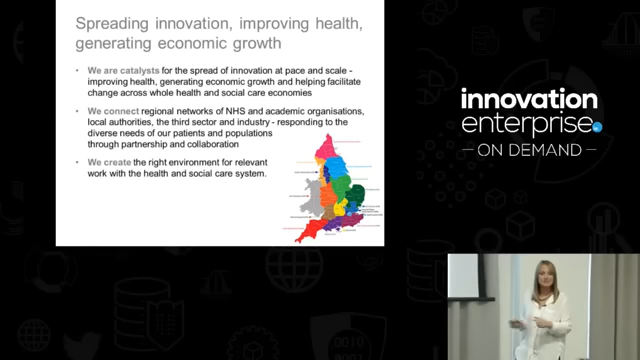 Spreading innovation, improving health,
generating economic growth
• We are catalysts for the spread of innovation at pace and scale -
improving health, generating economic growth and helping facilitate
change across whole health and social care economies
• We connect regional networks of NHS and academic organisations,
local authorities, the third sector and industry - responding to the
diverse needs of our patients and populations
through partnership and collaboration
• We create the right environment for relevant
work with the health and social care system.
innovation
enterprise
ON DEMAND